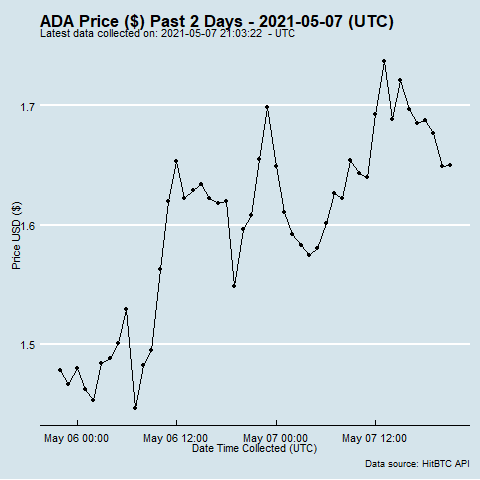 ADA Price ($) Past 2 Days - 2021-05-07 (UTC)
Latest data collected on: 2021-05-07 21:03:22 - UTC
1.7
1.6
1.5
Price USD ($)
May 06 00:00
May 06 12:00
May 07 00:00
May 07 12:00
Date Time Collected (UTC)
Data source: HitBTC API